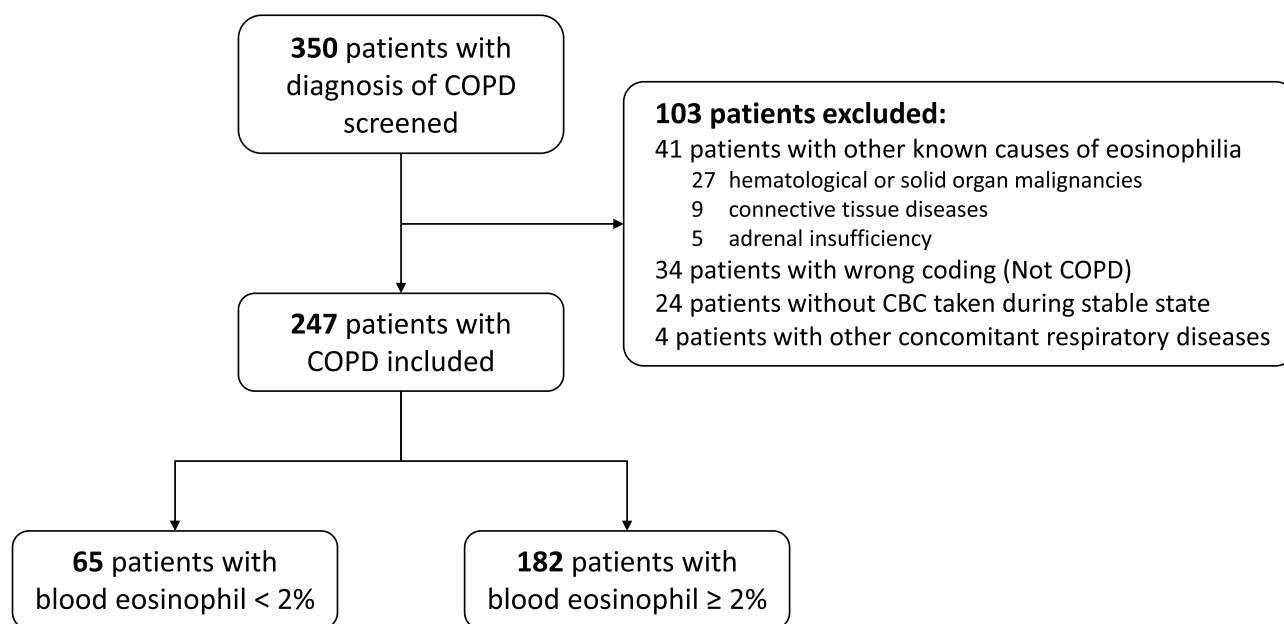 350 patients with
diagnosis of COPD
screened
103 patients excluded:
41 patients with other known causes of eosinophilia
27 hematological or solid organ malignancies
9 connective tissue diseases
5 adrenal insufficiency
34 patients with wrong coding (Not COPD)
24 patients without CBC taken during stable state
4 patients with other concomitant respiratory diseases
247 patients with
COPD included
65 patients with
blood eosinophil < 2%
182 patients with
blood eosinophil ≥ 2%